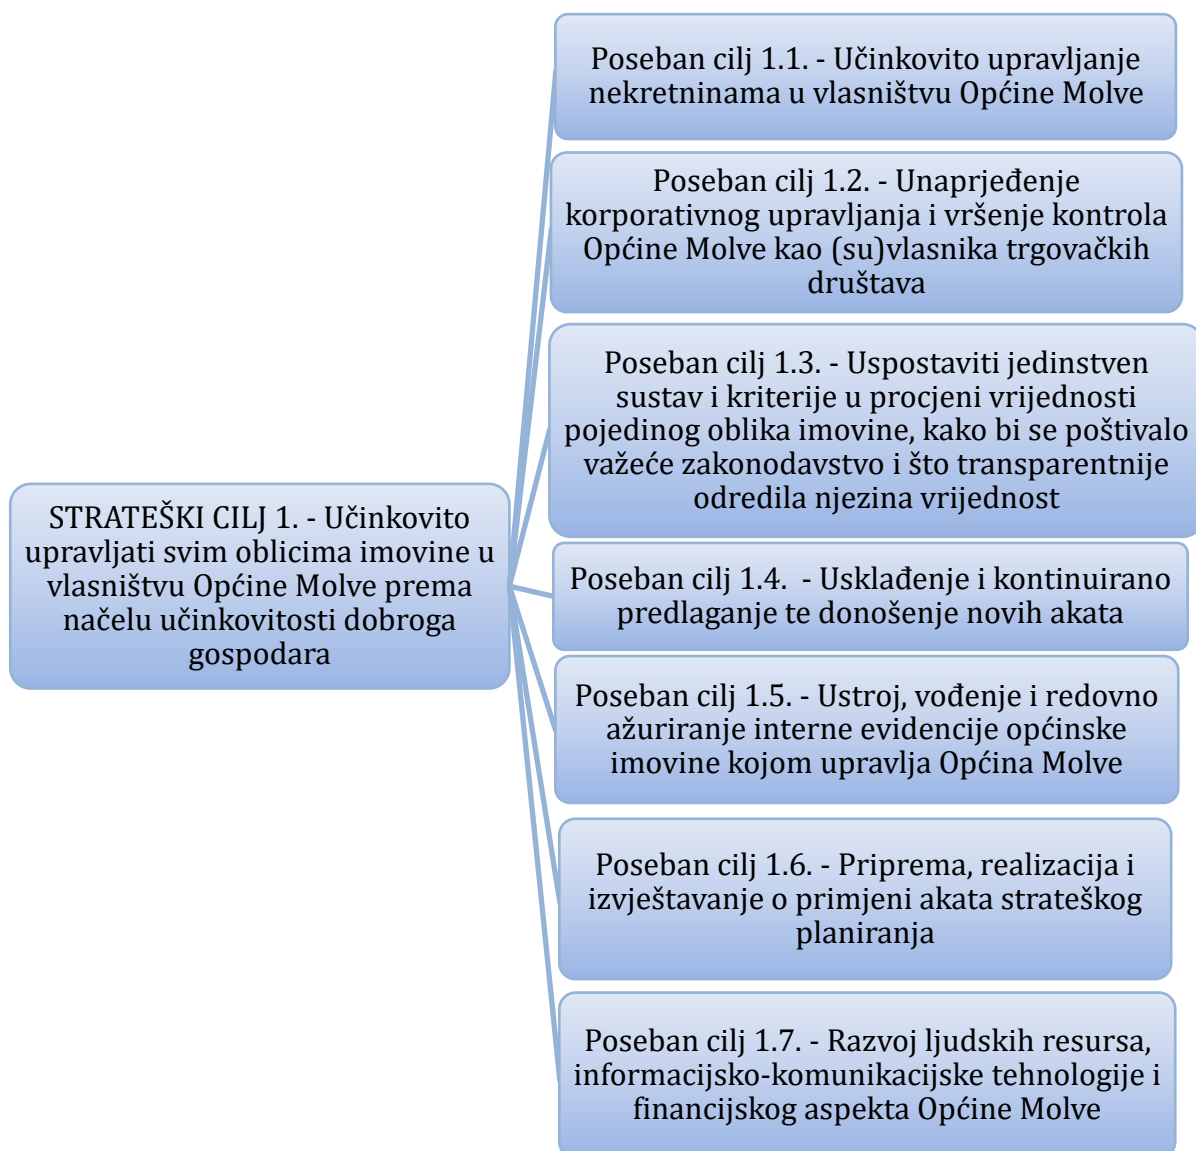 STRATEŠKI CILJ 1. - Učinkovito
upravljati svim oblicima imovine u
vlasništvu Općine Molve prema
načelu učinkovitosti dobroga
gospodara
Poseban cilj 1.1. - Učinkovito upravljanje
nekretninama u vlasništvu Općine Molve
Poseban cilj 1.2. - Unaprjeđenje
korporativnog upravljanja i vršenje kontrola
Općine Molve kao (su)vlasnika trgovačkih
društava
Poseban cilj 1.3. - Uspostaviti jedinstven
sustav i kriterije u procjeni vrijednosti
pojedinog oblika imovine, kako bi se poštivalo
važeće zakonodavstvo i što transparentnije
odredila njezina vrijednost
Poseban cilj 1.4. - Usklađenje i kontinuirano
predlaganje te donošenje novih akata
Poseban cilj 1.5. - Ustroj, vođenje i redovno
ažuriranje interne evidencije općinske
imovine kojom upravlja Općina Molve
Poseban cilj 1.6. - Priprema, realizacija i
izvještavanje o primjeni akata strateškog
planiranja
Poseban cilj 1.7. - Razvoj ljudskih resursa,
informacijsko-komunikacijske tehnologije i
financijskog aspekta Općine Molve